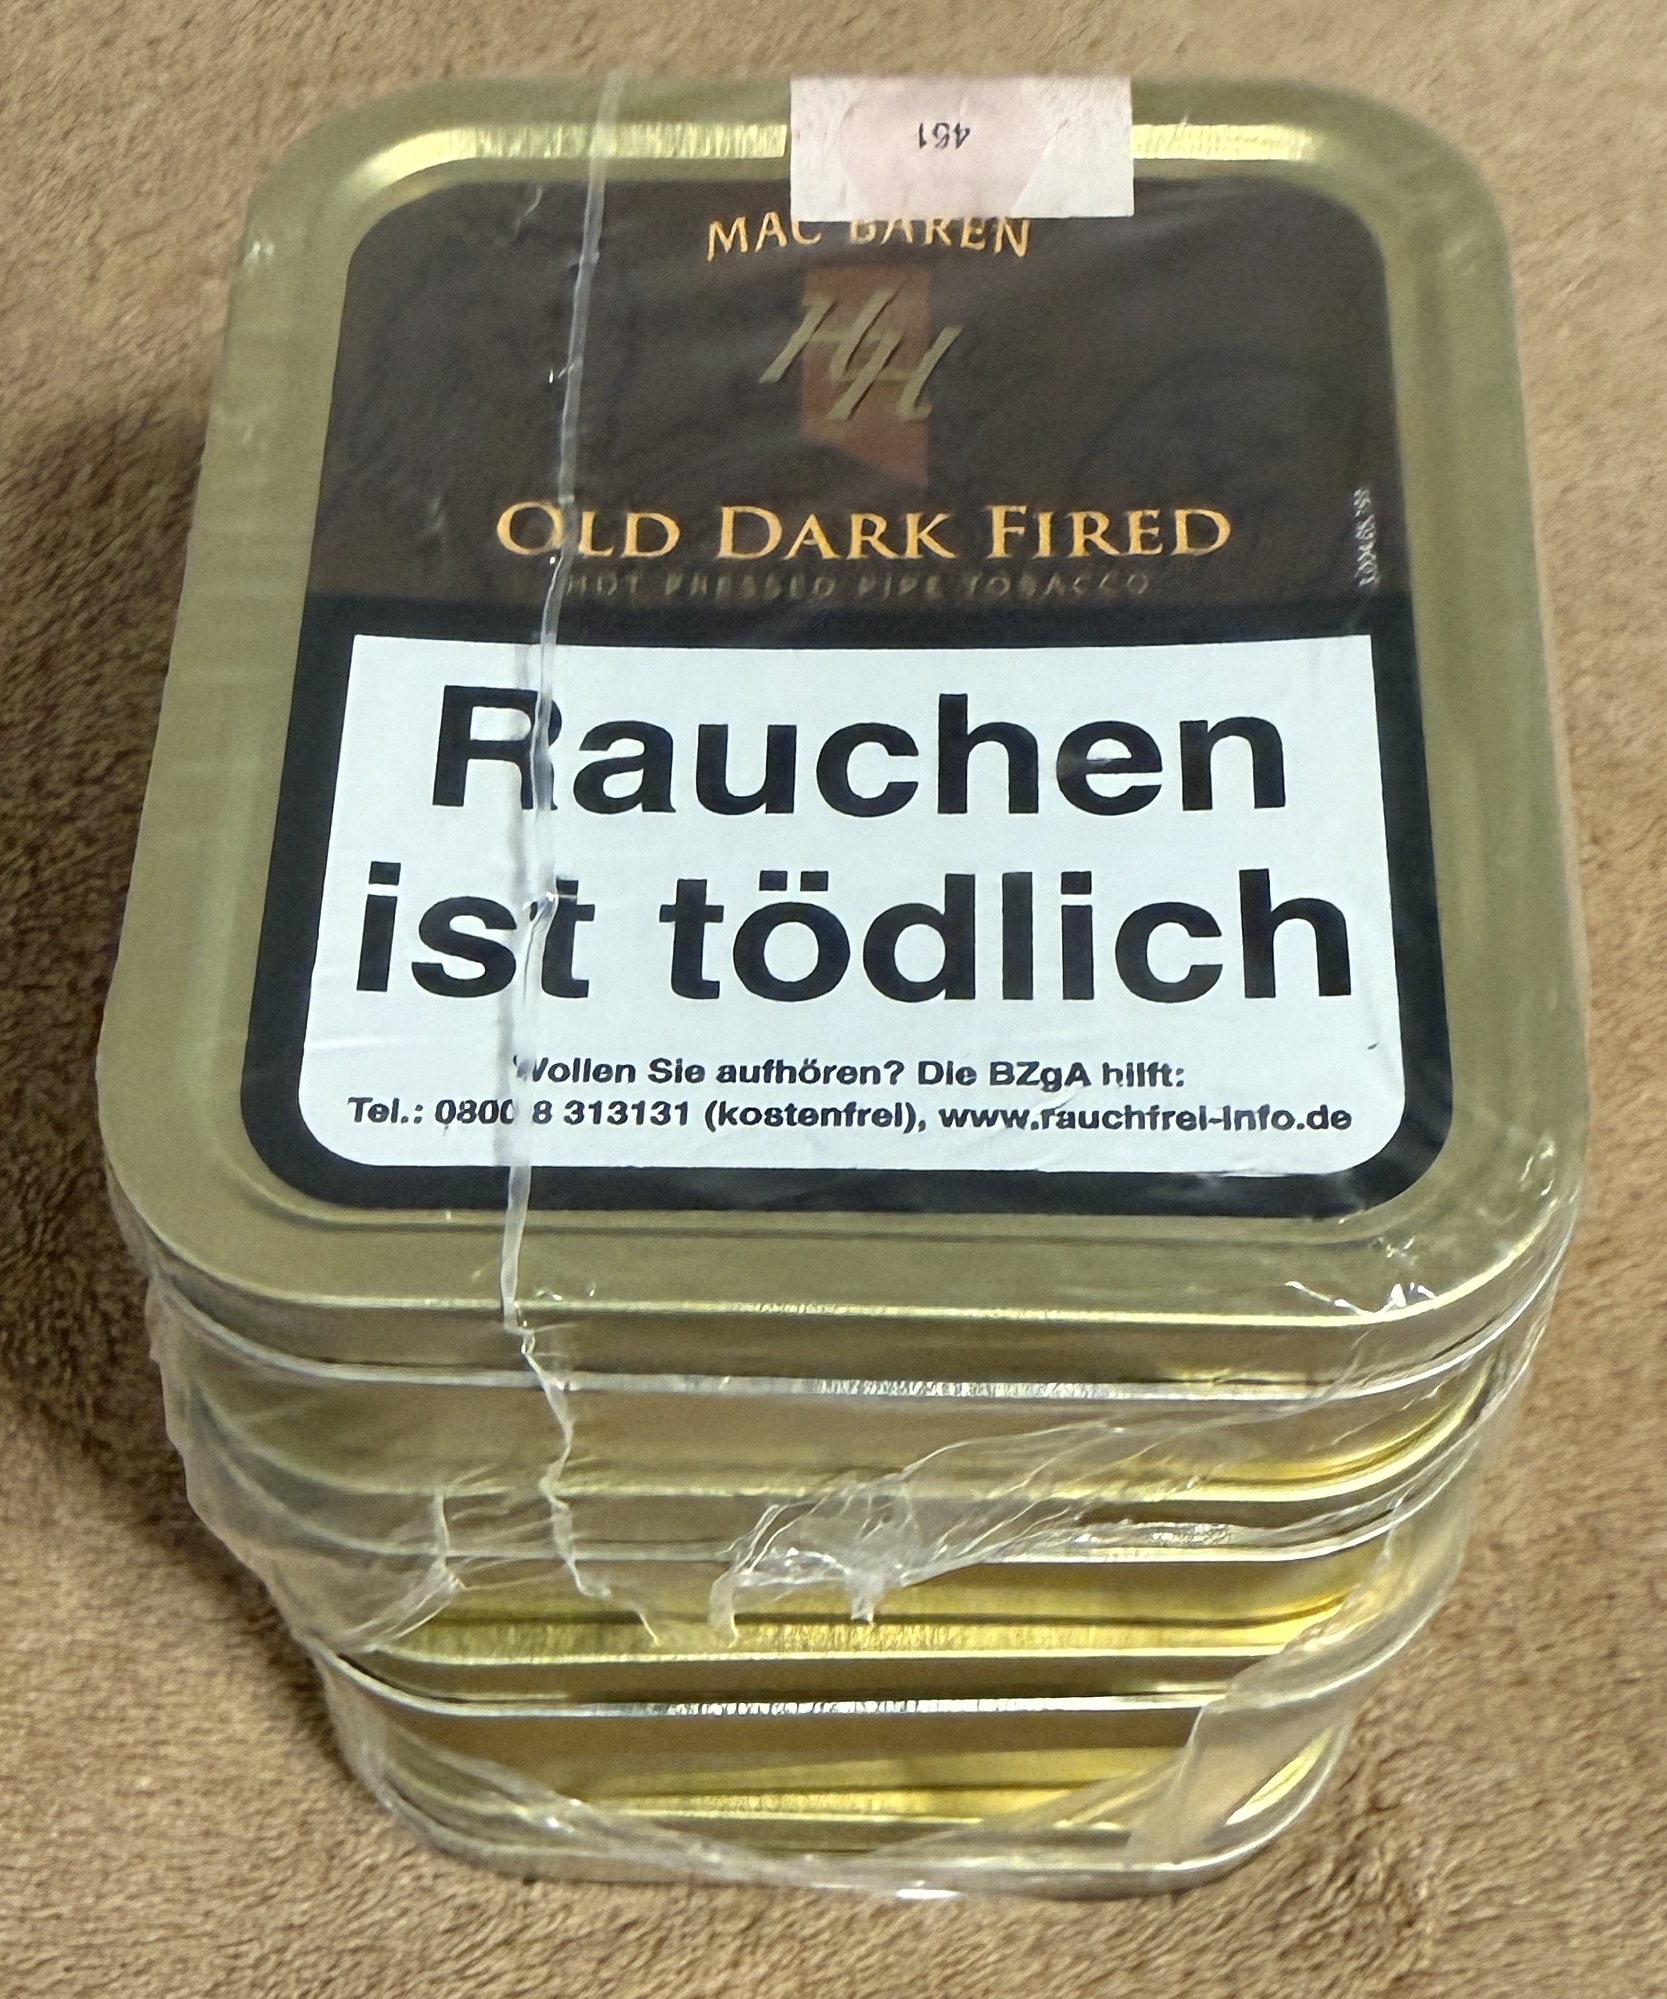 461
MAC BAREN
HH
OLD DARK FIRED
HOT PRESSED PIPE TOBACCO
Rauchen
ist tödlich
Wollen Sie aufhören? Die BZgA hilft:
Tel.: 0800 8 313131 (kostenfrei), www.rauchfrei-info.de